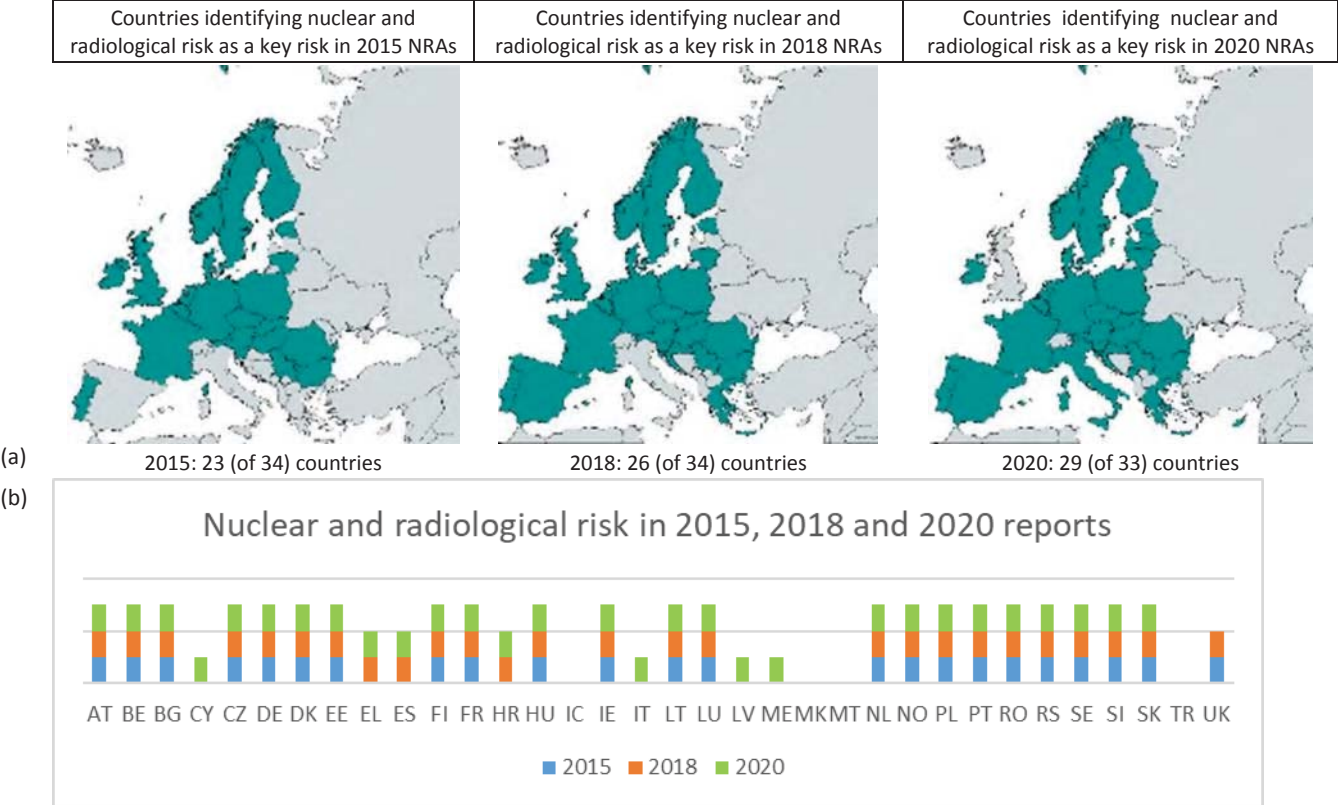 Countries identifying nuclear and
radiological risk as a key risk in 2015 NRAs
Countries identifying nuclear and
radiological risk as a key risk in 2018 NRAs
Countries identifying nuclear and
radiological risk as a key risk in 2020 NRAs
(a)
2015: 23 (of 34) countries
2018: 26 (of 34) countries
2020: 29 (of 33) countries
(b)
Nuclear and radiological risk in 2015, 2018 and 2020 reports
AT BE BG CY CZ DE DK EE EL ES FI FR HR HU IC IE IT LT LU LV ME MK MT NL NO PL PT RO RS SE SI SK TR UK
2015 2018 2020